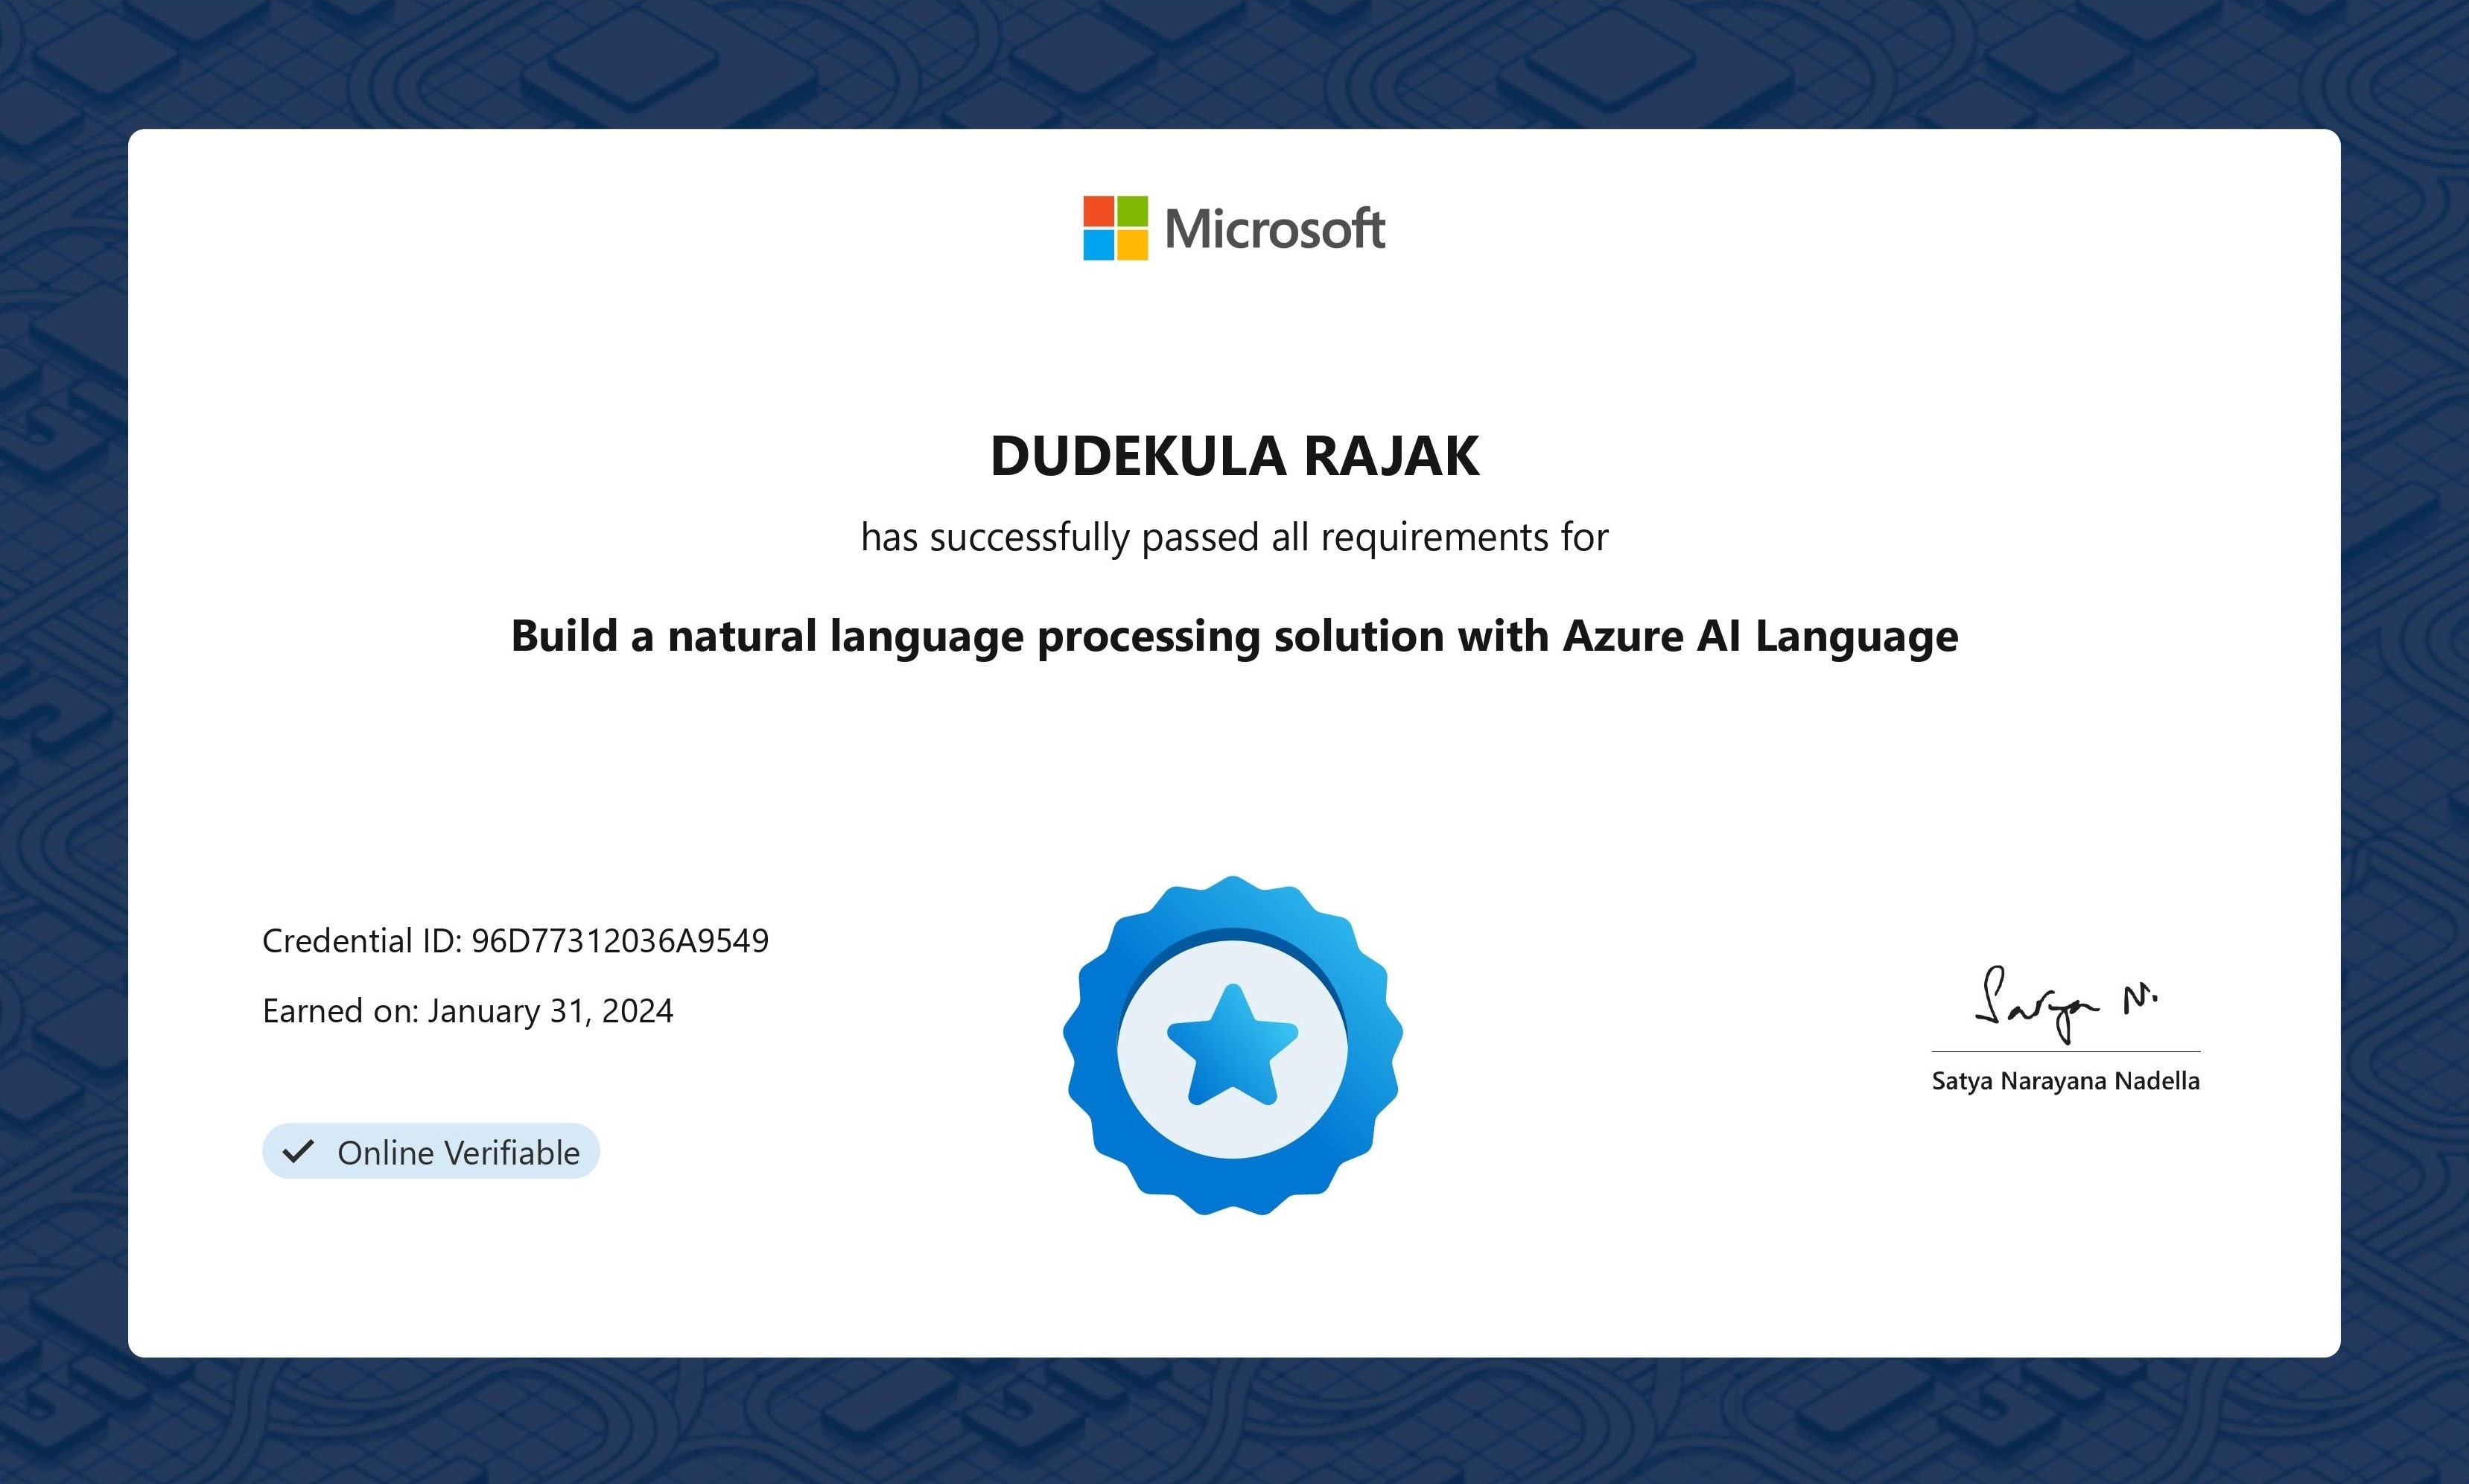 Microsoft
DUDEKULA RAJAK
has successfully passed all requirements for
Build a natural language processing solution with Azure AI Language
Credential ID: 96D77312036A9549
Earned on: January 31, 2024
Online Verifiable
Satya N.
Satya Narayana Nadella